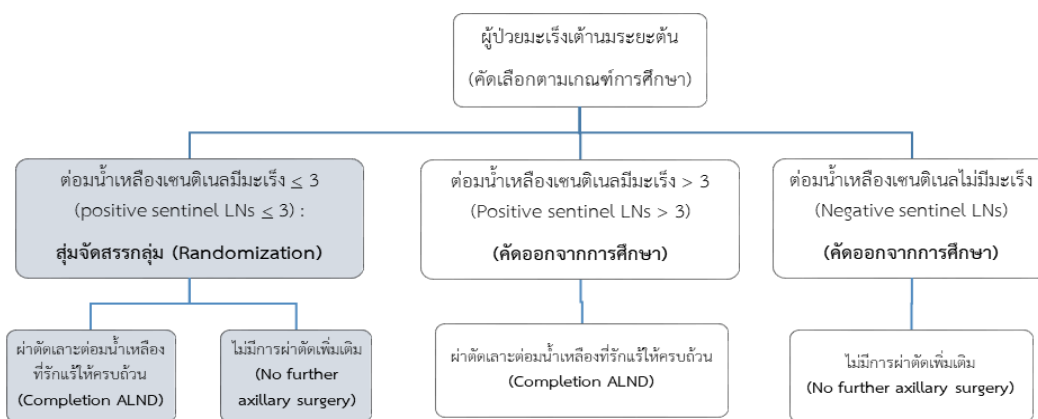 ผู้ป่วยมะเร็งเต้านมระยะต้น
(คัดเลือกตามเกณฑ์การศึกษา)
ต่อมน้ำเหลืองเซนติเนลมีมะเร็ง ≤ 3
(positive sentinel LNs ≤ 3) :
สุ่มจัดสรรกลุ่ม (Randomization)
ต่อมน้ำเหลืองเซนติเนลมีมะเร็ง > 3
(Positive sentinel LNs > 3)
(คัดออกจากการศึกษา)
ต่อมน้ำเหลืองเซนติเนลไม่มีมะเร็ง
(Negative sentinel LNs)
(คัดออกจากการศึกษา)
ผ่าตัดเลาะต่อมน้ำเหลือง
ที่รักแร้ให้ครบถ้วน
(Completion ALND)
ไม่มีการผ่าตัดเพิ่มเติม
(No further
axillary surgery)
ผ่าตัดเลาะต่อมน้ำเหลืองที่รักแร้ให้ครบถ้วน
(Completion ALND)
ไม่มีการผ่าตัดเพิ่มเติม
(No further axillary surgery)